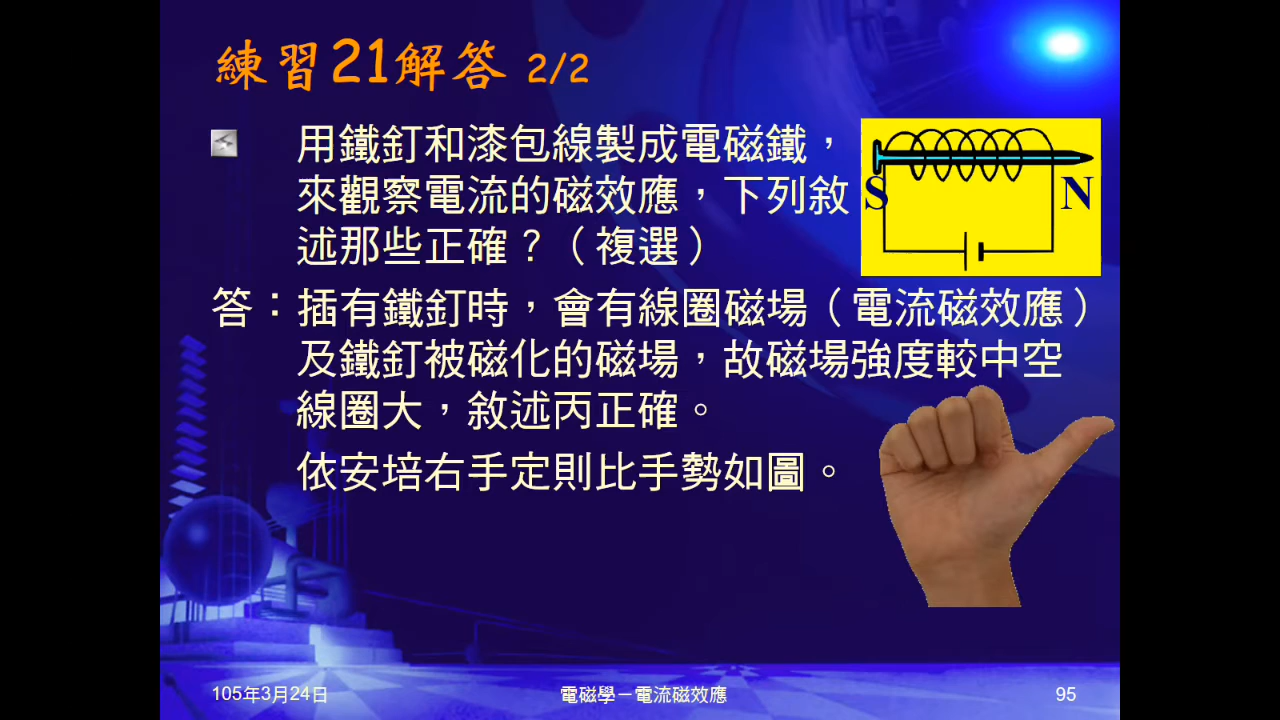 練習21解答 2/2
用鐵釘和漆包線製成電磁鐵，
來觀察電流的磁效應，下列敘
述那些正確？（複選）
S N
答：插有鐵釘時，會有線圈磁場（電流磁效應）
及鐵釘被磁化的磁場，故磁場強度較中空
線圈大，敘述丙正確。
依安培右手定則比手勢如圖。
105年3月24日
電磁學－電流磁效應
95